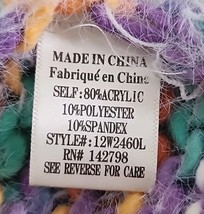 MADE IN CHINA
Fabriqué en Chine
SELF: 80%ACRYLIC
10%POLYESTER
10%SPANDEX
STYLE#: 12W2460L
RN# 142798
SEE REVERSE FOR CARE